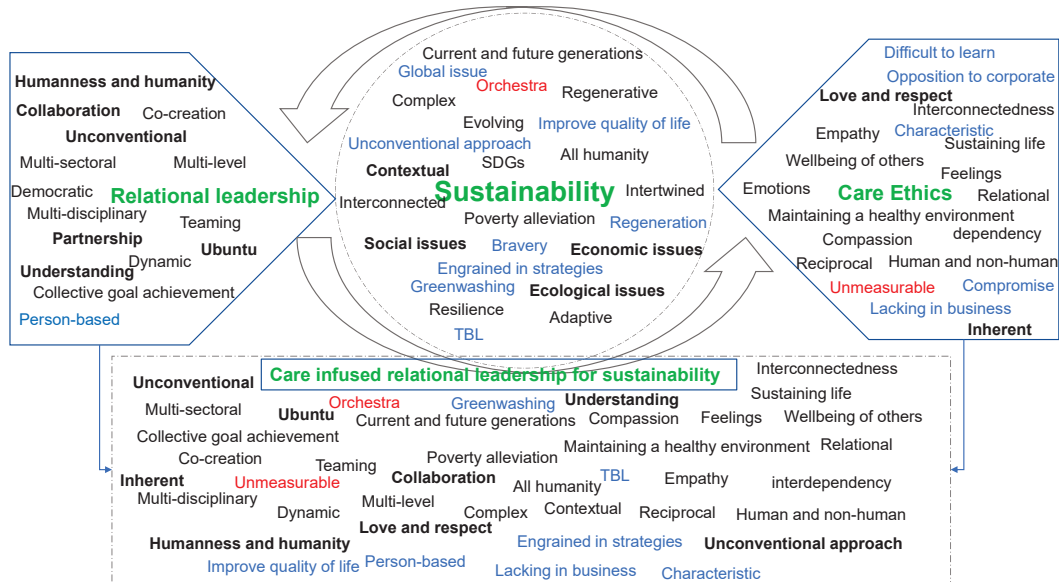 Humanness and humanity
Collaboration
Co-creation
Unconventional
Multi-sectoral
Multi-level
Democratic
Relational leadership
Multi-disciplinary
Teaming
Partnership
Ubuntu
Dynamic
Understanding
Collective goal achievement
Person-based
Current and future generations
Global issue
Orchestra
Regenerative
Complex
Evolving
Improve quality of life
Unconventional approach
SDGs
All humanity
Contextual
Sustainability
Intertwined
Interconnected
Poverty alleviation
Regeneration
Social issues
Bravery
Economic issues
Engrained in strategies
Greenwashing
Ecological issues
Resilience
Adaptive
TBL
Difficult to learn
Opposition to corporate
Love and respect
Interconnectedness
Empathy
Characteristic
Sustaining life
Wellbeing of others
Feelings
Emotions
Care Ethics
Relational
Maintaining a healthy environment
dependency
Compassion
Reciprocal
Human and non-human
Unmeasurable
Compromise
Lacking in business
Inherent
Care infused relational leadership for sustainability
Interconnectedness
Unconventional
Sustaining life
Multi-sectoral
Ubuntu
Orchestra
Greenwashing
Understanding
Current and future generations
Compassion
Feelings
Wellbeing of others
Collective goal achievement
Maintaining a healthy environment
Relational
Co-creation
Teaming
Poverty alleviation
Inherent
Unmeasurable
Collaboration
All humanity
TBL
Empathy
interdependency
Multi-disciplinary
Dynamic
Multi-level
Complex
Contextual
Reciprocal
Human and non-human
Love and respect
Humanness and humanity
Engrained in strategies
Unconventional approach
Improve quality of life
Person-based
Lacking in business
Characteristic